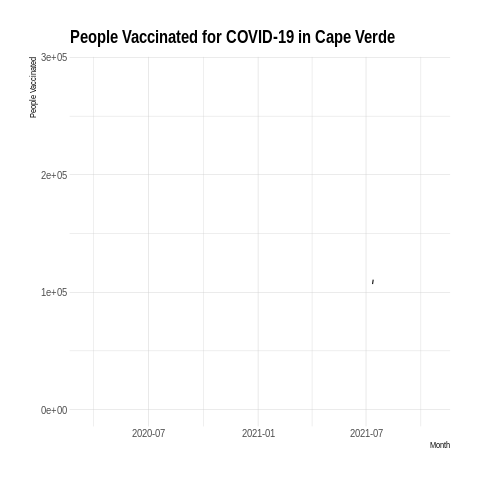 People Vaccinated for COVID-19 in Cape Verde
People Vaccinated
3e+05
2e+05
1e+05
0e+00
2020-07
2021-01
2021-07
Month